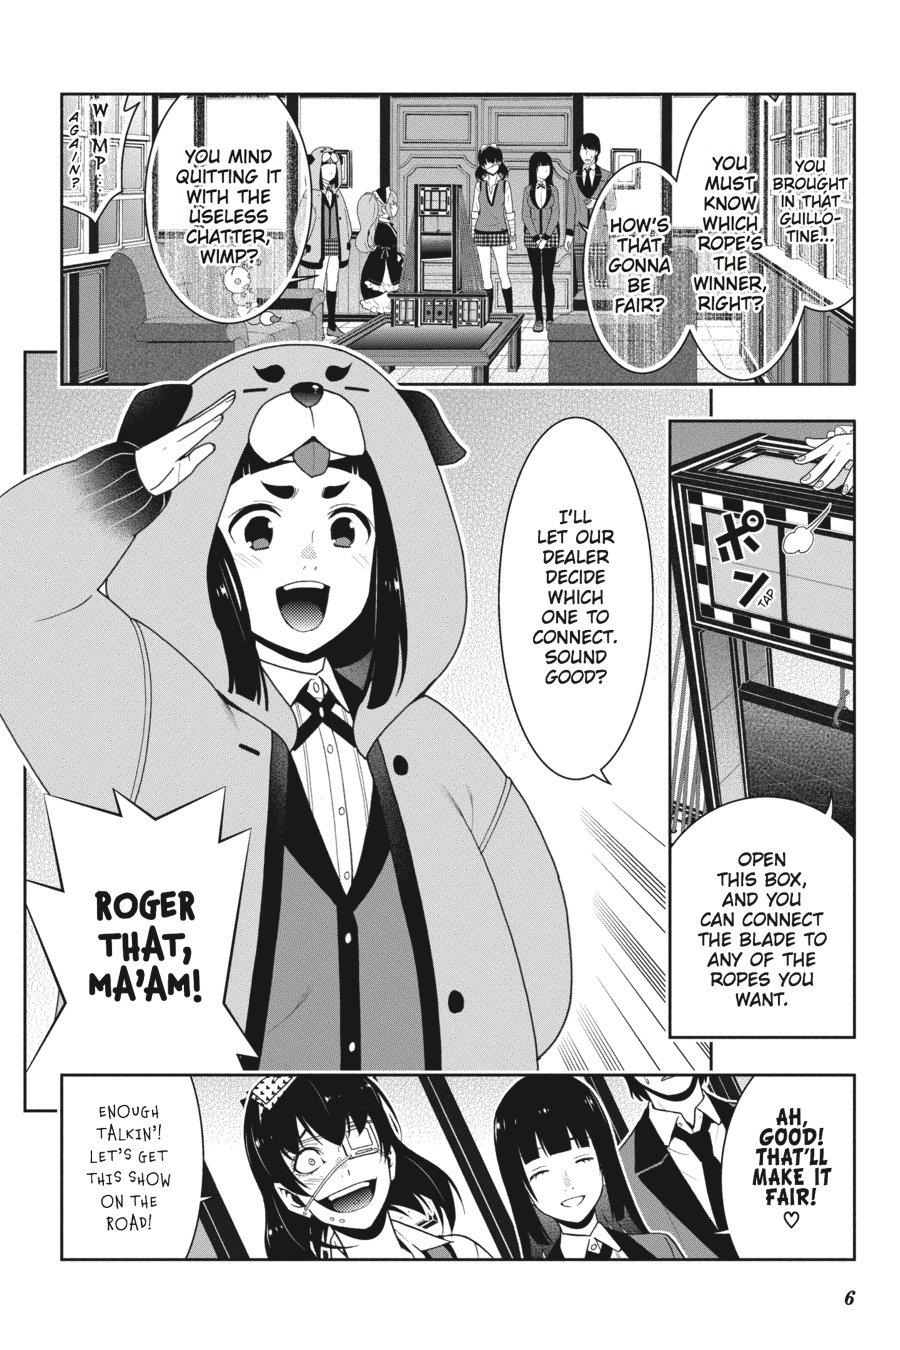 YOU
BROUGHT
IN THAT
GUILLO-
TINE...
YOU
MUST
KNOW
WHICH
ROPE'S
THE
WINNER,
RIGHT?
HOW'S
THAT
GONNA
BE
FAIR?
YOU MIND
QUITTING IT
WITH THE
USELESS
CHATTER,
WIMP?
WIMP...
AGAIN?
ポン
TAP
OPEN
THIS BOX,
AND YOU
CAN CONNECT
THE BLADE TO
ANY OF THE
ROPES YOU
WANT.
I'LL
LET OUR
DEALER
DECIDE
WHICH
ONE TO
CONNECT.
SOUND
GOOD?
ROGER
THAT,
MA'AM!
AH,
GOOD!
THAT'LL
MAKE IT
FAIR!
♡
ENOUGH
TALKIN'!
LET'S GET
THIS SHOW
ON THE
ROAD!
6